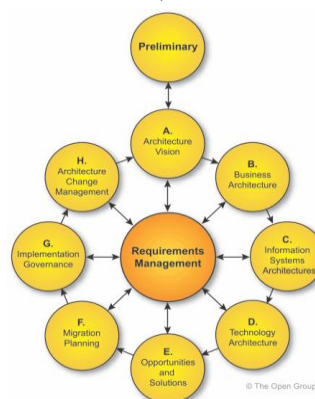 Preliminary
A.
Architecture
Vision
B.
Business
Architecture
C.
Information
Systems
Architectures
D.
Technology
Architecture
E.
Opportunities
and
Solutions
F.
Migration
Planning
G.
Implementation
Governance
H.
Architecture
Change
Management
Requirements
Management
© The Open Group